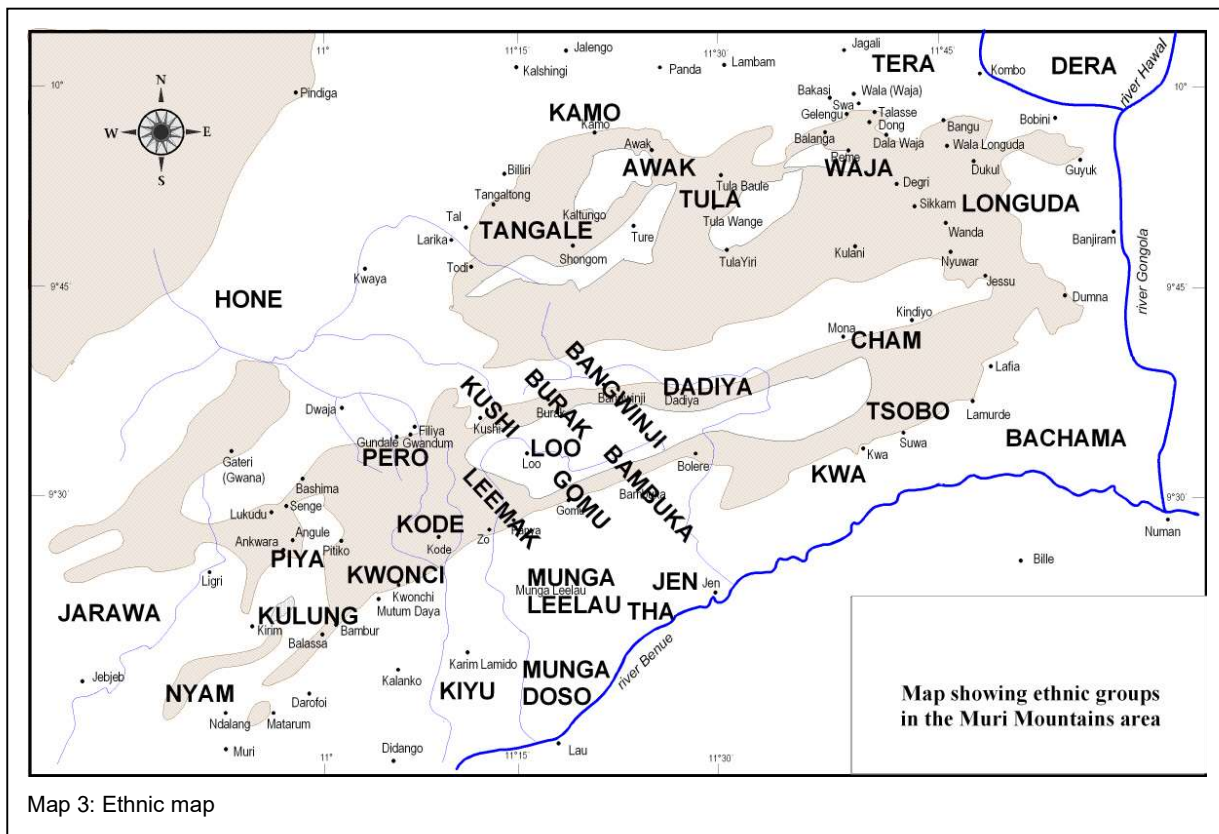 11°
11°15
11°30
11°45
Jalengo
Jagali
Kalshingi
Panda
Lambam
TERA
DERA
Kombo
river Hawal
10°
N
W
E
S
Pindiga
KAMO
Kamo
Bakasi
Wala (Waja)
Swa
Gelengu
Talasse
Dong
Balanga
Dala Waja
Bangu
Bobini
10°
Awak
AWAK
Reme
WAJA
Wala Longuda
Dukul
Guyuk
Billiri
Tula Baule
TULA
Tula Wange
Degri
Sikkam
LONGUDA
Tangaltong
Kaltungo
Tal
TANGALE
Ture
Wanda
Banjiram
Larika
Shongom
TulaYiri
Kulani
Nyuwar
Todi
Kwaya
Jessu
river Gongola
9°45
HONE
Dumna
9°45
Kindiyo
Mona
CHAM
BANGWINJI
Lafia
BURAK
KUSHI
DADIYA
Bangwinji
Dadiya
Dwaja
Burak
TSOBO
Lamurde
Filiya
Kushi
Gundale
Gwandum
LOO
Suwa
BACHAMA
PERO
Loo
Bolere
Kwa
KWA
Gateri
(Gwana)
LEEMAK
GOMU
BAMBUKA
Bashima
Bambuka
9°30
9°30
Lukudu
Senge
Gomu
KODE
Numan
Angule
Kode
Zo
Ankwara
Pitiko
PIYA
KWONCI
Bille
Ligri
Kwonchi
MUNGA
LEELAU
Munga Leelau
JEN
Jen
Mutum Daya
JARAWA
KULUNG
THA
Kirim
Bambur
Balassa
Karim Lamido
Jebjeb
NYAM
Kalanko
KIYU
MUNGA
DOSO
river Benue
Darofoi
Ndalang
Matarum
Muri
Didango
Lau
11°
11°15
11°30
Map showing ethnic groups
in the Muri Mountains area
Map 3: Ethnic map